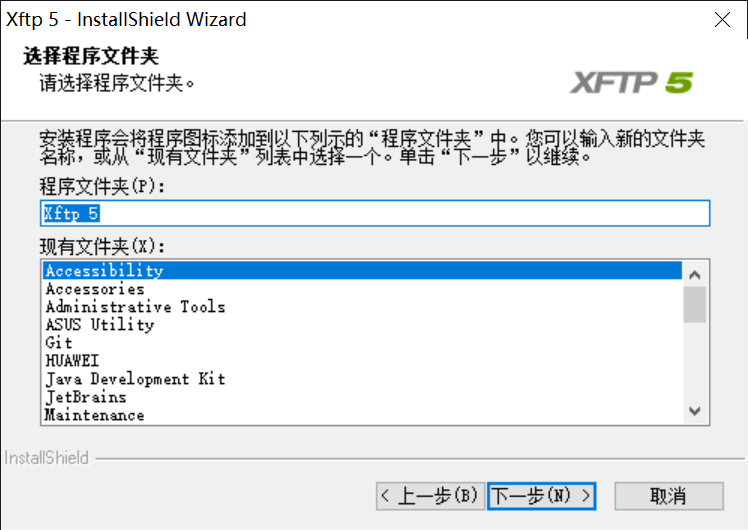 Xftp 5 - InstallShield Wizard
选择程序文件夹
请选择程序文件夹。
XFTP 5
安装程序会将程序图标添加到以下列示的“程序文件夹”中。您可以输入新的文件夹
名称，或从“现有文件夹”列表中选择一个。单击“下一步”以继续。
程序文件夹(P)：
Xftp 5
现有文件夹(X)：
Accessibility
Accessories
Administrative Tools
ASUS Utility
Git
HUAWEI
Java Development Kit
JetBrains
Maintenance
InstallShield
< 上一步(B) 下一步(N) > 取消